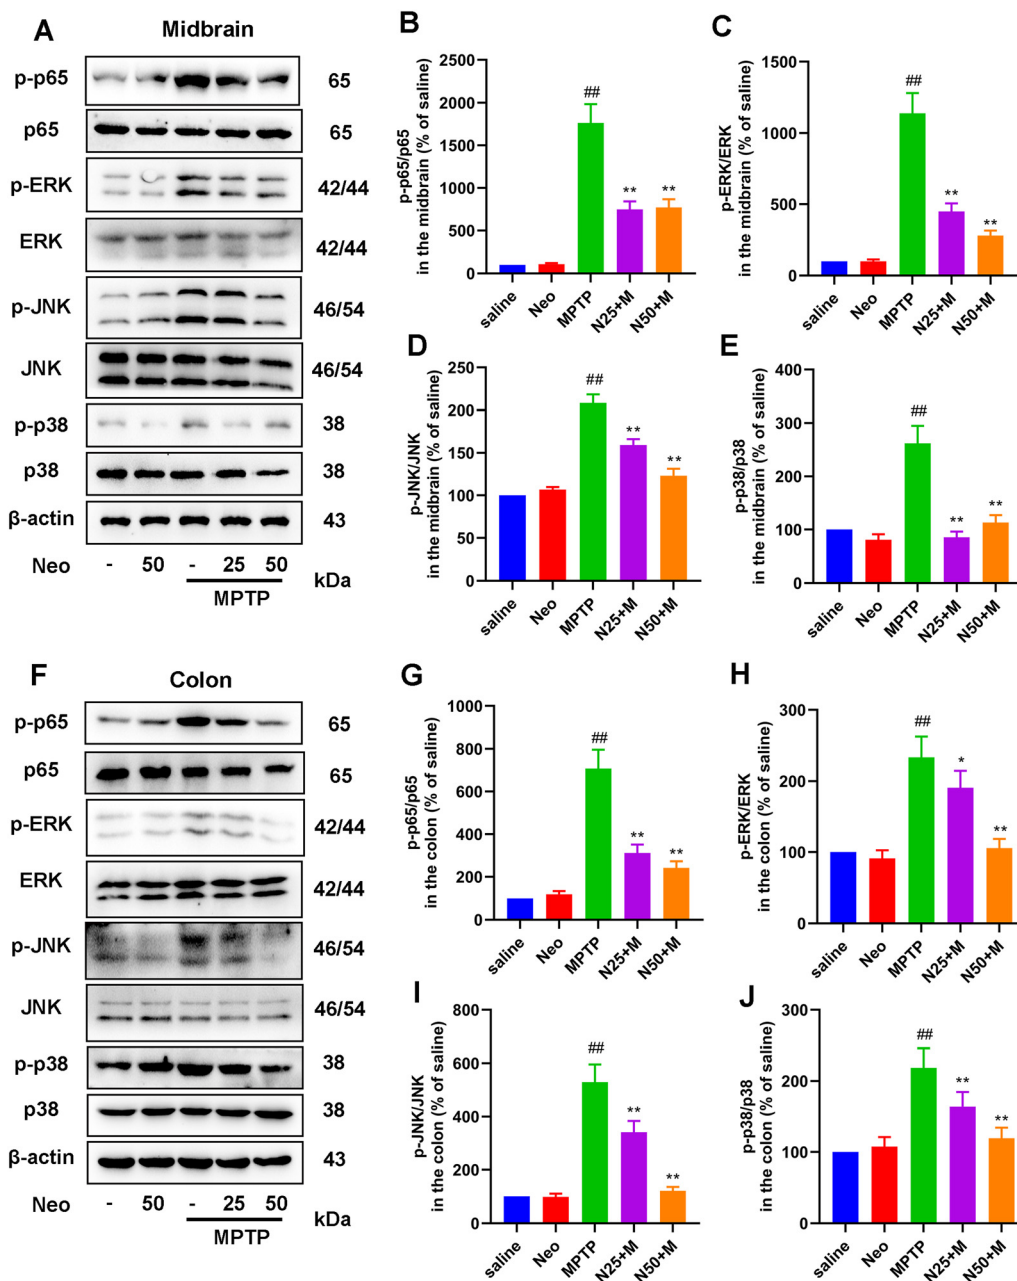 A
Midbrain
p-p65
65
p65
65
p-ERK
42/44
ERK
42/44
p-JNK
46/54
JNK
46/54
p-p38
38
p38
38
β-actin
43
Neo - 50 - 25 50
kDa
MPTP
B
p-p65/p65
in the midbrain (% of saline)
2500
2000
1500
1000
500
0
##
**
**
saline
Neo
MPTP
N25+M
N50+M
C
p-ERK/ERK
in the midbrain (% of saline)
1500
1000
500
0
##
**
**
saline
Neo
MPTP
N25+M
N50+M
D
p-JNK/JNK
in the midbrain (% of saline)
250
200
150
100
50
0
##
**
**
saline
Neo
MPTP
N25+M
N50+M
E
p-p38/p38
in the midbrain (% of saline)
400
300
200
100
0
##
**
**
saline
Neo
MPTP
N25+M
N50+M
F
Colon
p-p65
65
p65
65
p-ERK
42/44
ERK
42/44
p-JNK
46/54
JNK
46/54
p-p38
38
p38
38
β-actin
43
Neo - 50 - 25 50
kDa
MPTP
G
p-p65/p65
in the colon (% of saline)
1000
800
600
400
200
0
##
**
**
saline
Neo
MPTP
N25+M
N50+M
H
p-ERK/ERK
in the colon (% of saline)
300
200
100
0
##
*
**
saline
Neo
MPTP
N25+M
N50+M
I
p-JNK/JNK
in the colon (% of saline)
800
600
400
200
0
##
**
**
saline
Neo
MPTP
N25+M
N50+M
J
p-p38/p38
in the colon (% of saline)
300
200
100
0
##
**
**
saline
Neo
MPTP
N25+M
N50+M